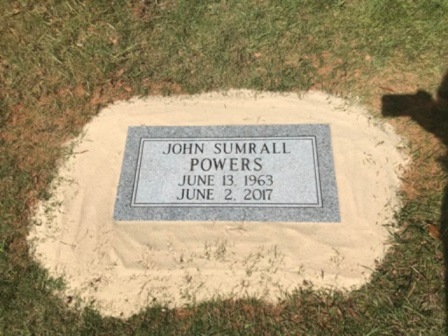 JOHN SUMRALL
POWERS
JUNE 13, 1963
JUNE 2, 2017